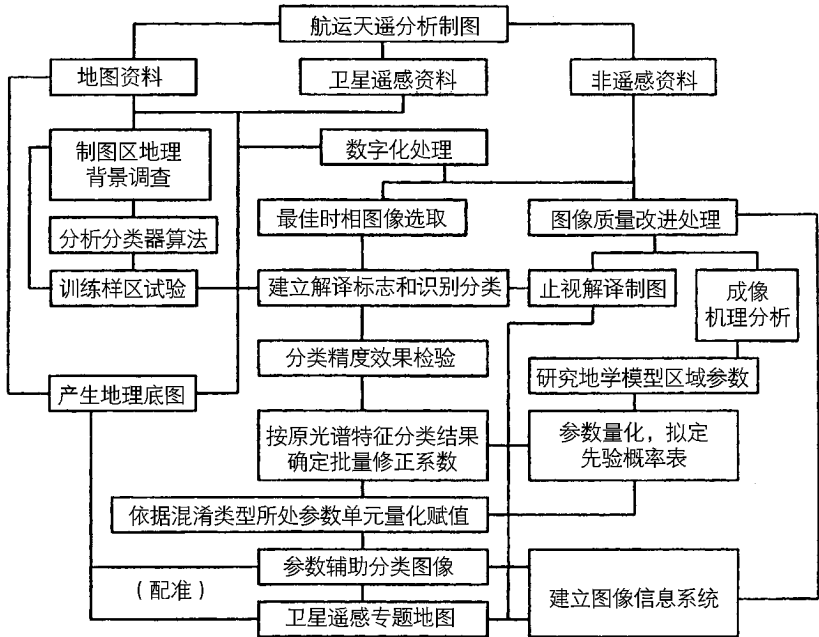 航运天遥分析制图
地图资料
卫星遥感资料
非遥感资料
制图区地理
背景调查
数字化处理
最佳时相图像选取
图像质量改进处理
分析分类器算法
训练样区试验
建立解译标志和识别分类
止视解译制图
成像
机理分析
分类精度效果检验
研究地学模型区域参数
产生地理底图
按原光谱特征分类结果
确定批量修正系数
参数量化，拟定
先验概率表
依据混淆类型所处参数单元量化赋值
参数辅助分类图像
（配准）
建立图像信息系统
卫星遥感专题地图